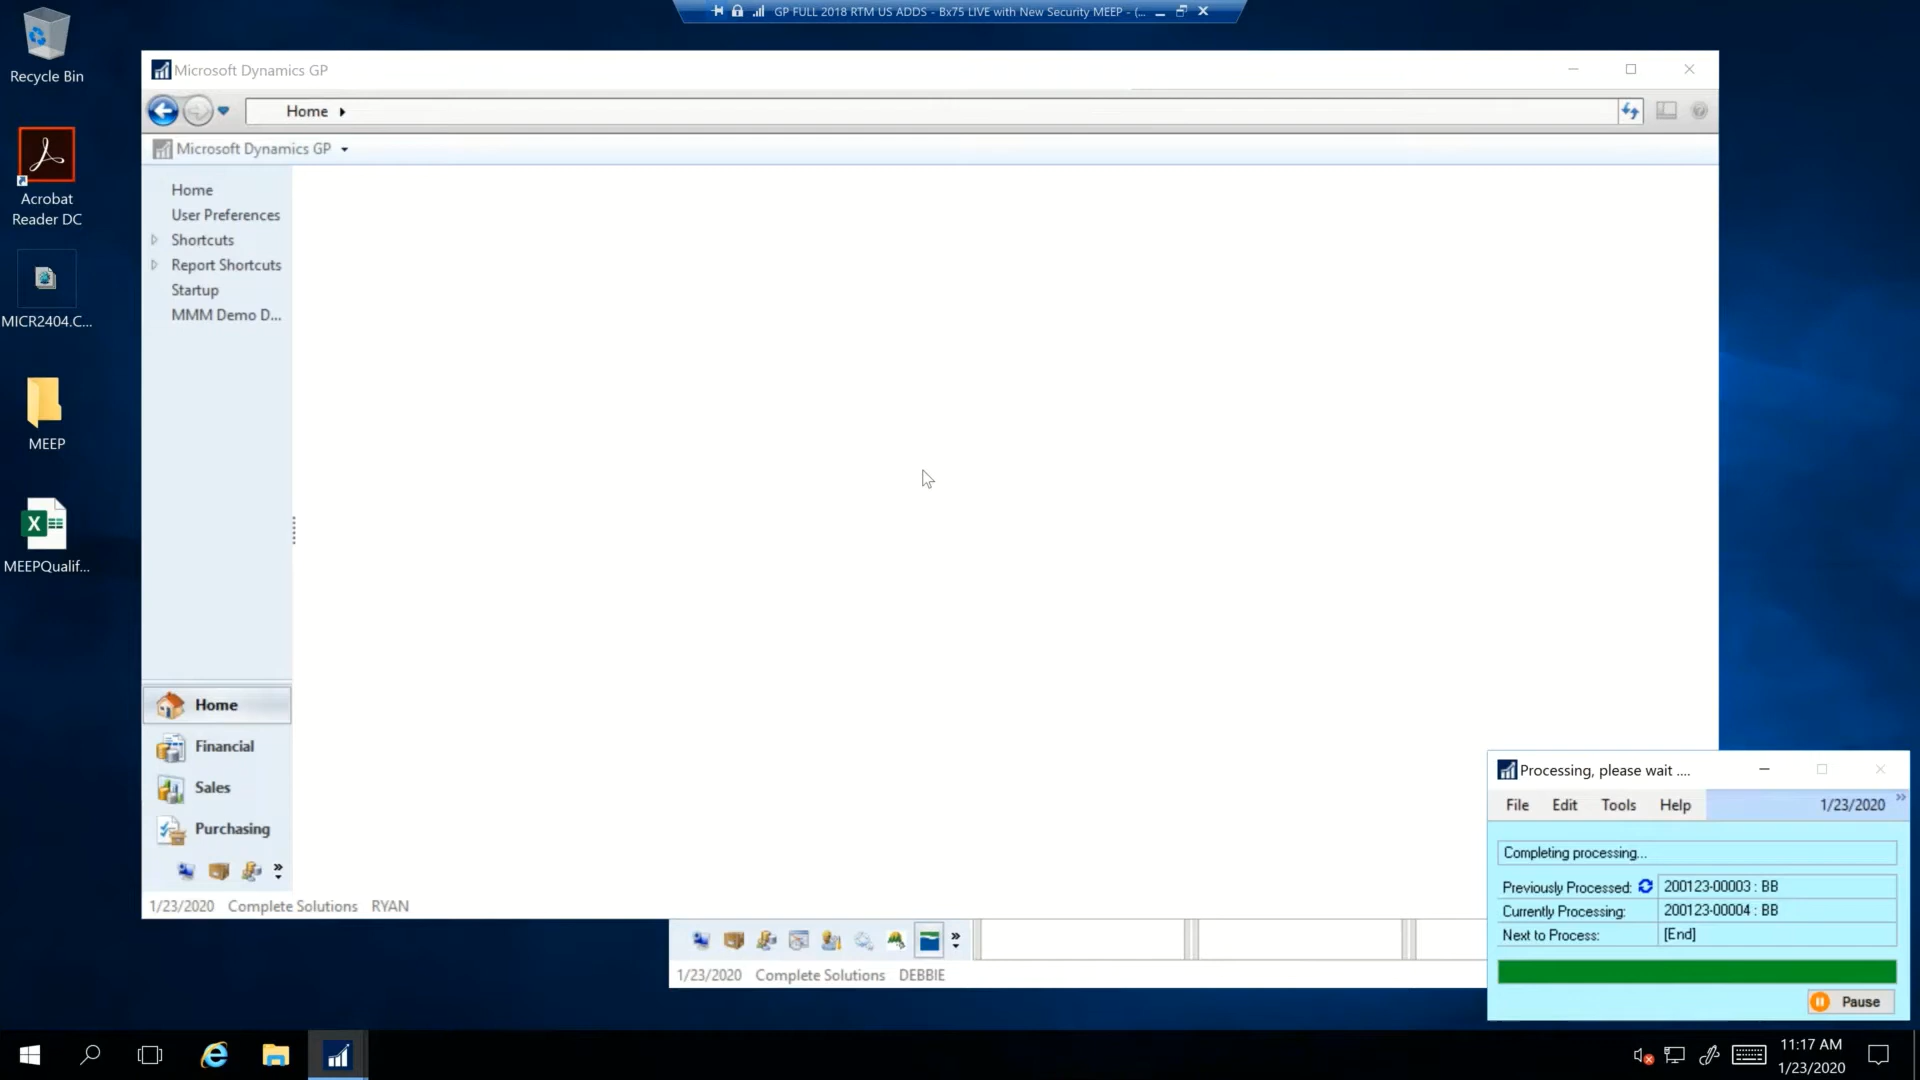 GP FULL 2018 RTM US ADDS - Bx75 LIVE with New Security MEEP - (...
Recycle Bin
Acrobat
Reader DC
MICR2404.C...
MEEP
MEEPQualif...
Microsoft Dynamics GP
Home
Microsoft Dynamics GP
Home
User Preferences
Shortcuts
Report Shortcuts
Startup
MMM Demo D...
Home
Financial
Sales
Purchasing
1/23/2020 Complete Solutions RYAN
1/23/2020 Complete Solutions DEBBIE
Processing, please wait ....
File Edit Tools Help 1/23/2020
Completing processing...
Previously Processed: 200123-00003 : BB
Currently Processing: 200123-00004 : BB
Next to Process: [End]
Pause
11:17 AM
1/23/2020